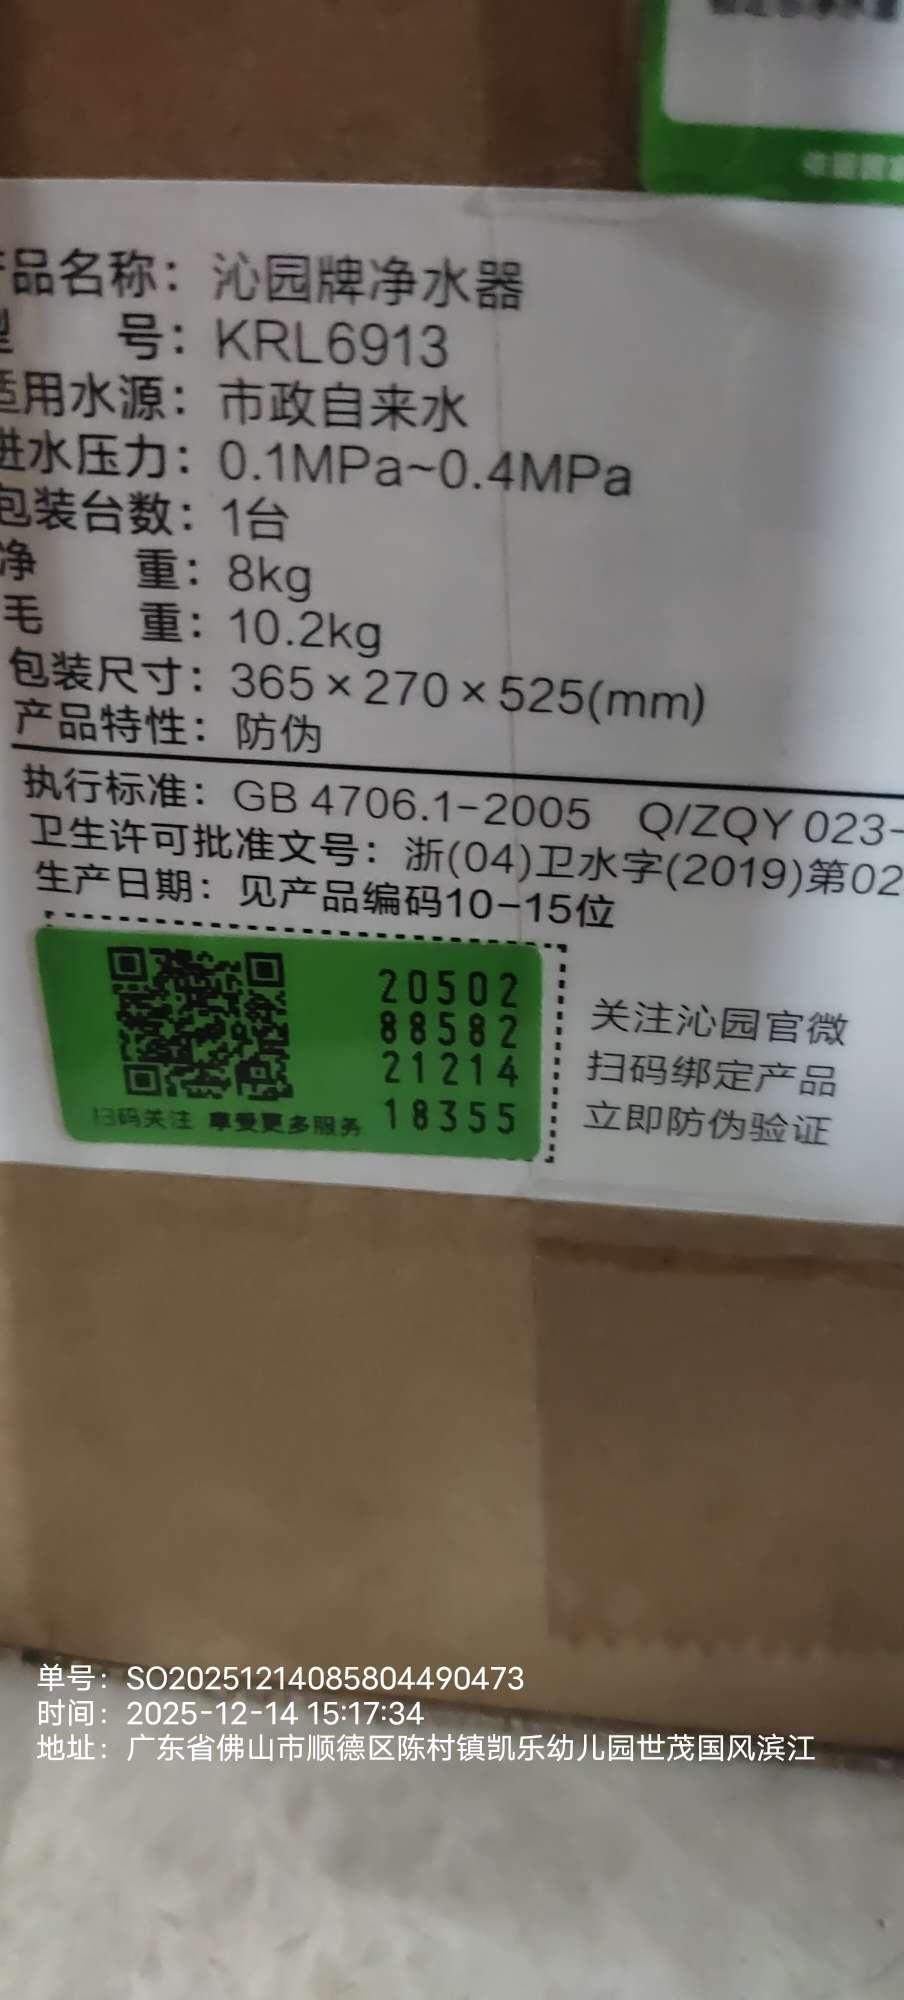 产品名称：沁园牌净水器
型号：KRL6913
适用水源：市政自来水
进水压力：0.1MPa~0.4MPa
包装台数：1台
净重：8kg
毛重：10.2kg
包装尺寸：365×270×525(mm)
产品特性：防伪
执行标准：GB 4706.1-2005 Q/ZQY 023-
卫生许可批准文号：浙(04)卫水字(2019)第02
生产日期：见产品编码10-15位
20502
88582
21214
18355
扫码关注 享受更多服务
关注沁园官微
扫码绑定产品
立即防伪验证
单号：SO20251214085804490473
时间：2025-12-14 15:17:34
地址：广东省佛山市顺德区陈村镇凯乐幼儿园世茂国风滨江